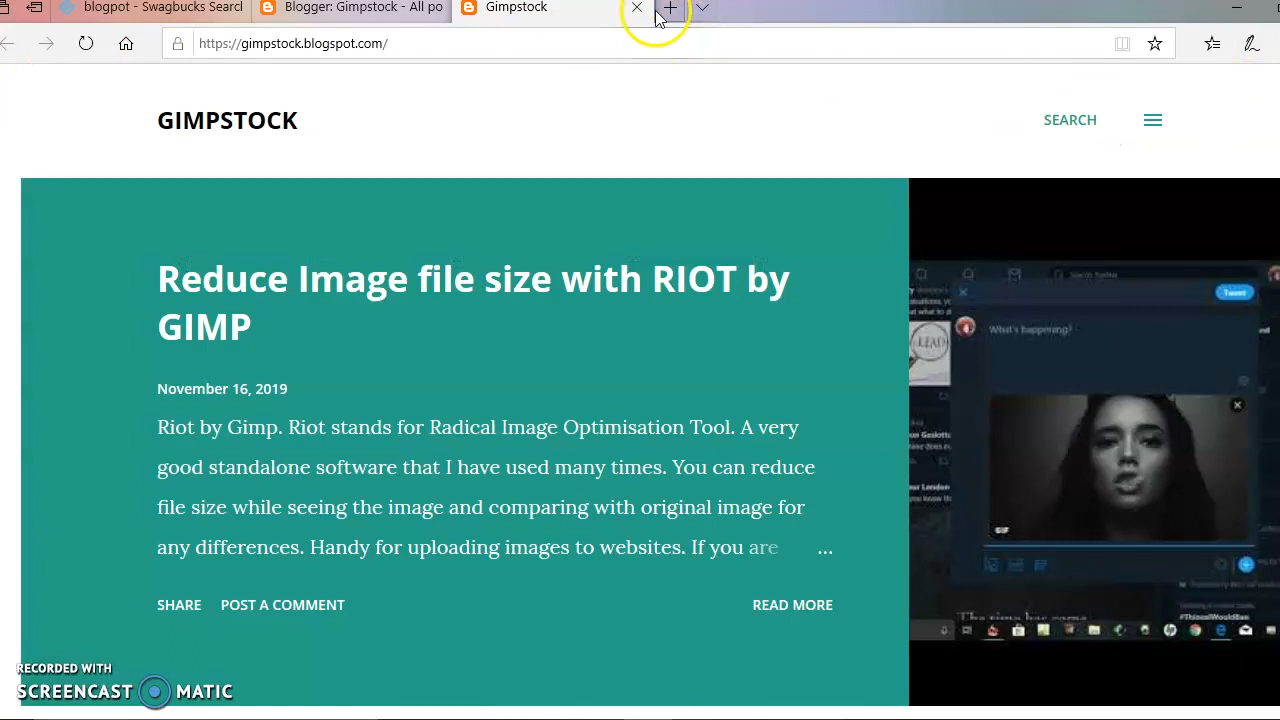 blogpot - Swagbucks Searcl
Blogger: Gimpstock - All po
Gimpstock
https://gimpstock.blogspot.com/
GIMPSTOCK
SEARCH
Reduce Image file size with RIOT by
GIMP
November 16, 2019
Riot by Gimp. Riot stands for Radical Image Optimisation Tool. A very
good standalone software that I have used many times. You can reduce
file size while seeing the image and comparing with original image for
any differences. Handy for uploading images to websites. If you are ...
SHARE
POST A COMMENT
READ MORE
Tweet
What's happening?
LEAD
GIF
RECORDED WITH
SCREENCAST MATIC